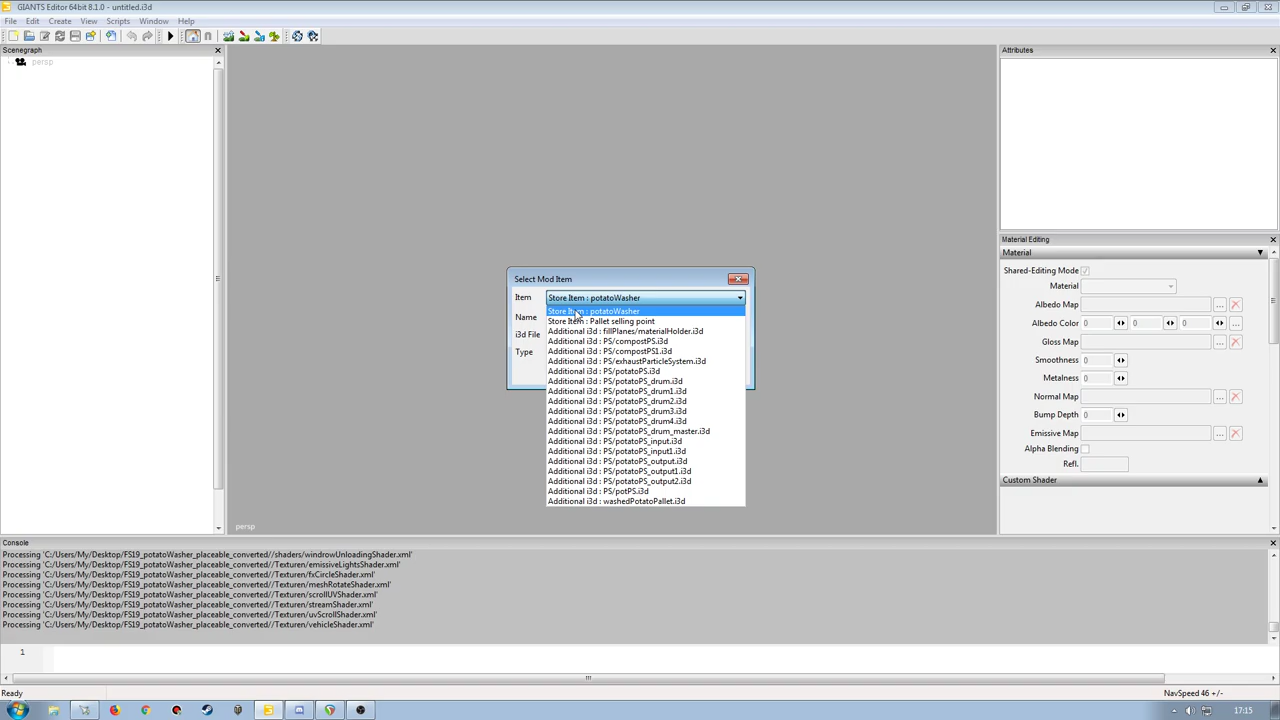 GIANTS Editor 64bit 8.1.0 - untitled.i3d
File Edit Create View Scripts Window Help
Scenegraph
persp
Attributes
Select Mod Item
Item
Store Item : potatoWasher
Name
i3d File
Type
Store Item : potatoWasher
Store Item : Pallet selling point
Additional i3d : fillPlanes/materialHolder.i3d
Additional i3d : PS/compostPS.i3d
Additional i3d : PS/compostPS1.i3d
Additional i3d : PS/exhaustParticleSystem.i3d
Additional i3d : PS/potatoPS.i3d
Additional i3d : PS/potatoPS_drum.i3d
Additional i3d : PS/potatoPS_drum1.i3d
Additional i3d : PS/potatoPS_drum2.i3d
Additional i3d : PS/potatoPS_drum3.i3d
Additional i3d : PS/potatoPS_drum4.i3d
Additional i3d : PS/potatoPS_drum_master.i3d
Additional i3d : PS/potatoPS_input.i3d
Additional i3d : PS/potatoPS_input1.i3d
Additional i3d : PS/potatoPS_output.i3d
Additional i3d : PS/potatoPS_output1.i3d
Additional i3d : PS/potatoPS_output2.i3d
Additional i3d : PS/potPS.i3d
Additional i3d : washedPotatoPallet.i3d
persp
Material Editing
Material
Shared-Editing Mode
Material
Albedo Map ...
Albedo Color 0 0 0 ...
Gloss Map ...
Smoothness 0
Metalness 0
Normal Map ...
Bump Depth 0
Emissive Map ...
Alpha Blending
Refl.
Custom Shader
Console
Processing 'C:/Users/My/Desktop/FS19_potatoWasher_placeable_converted//shaders/windrowUnloadingShader.xml'
Processing 'C:/Users/My/Desktop/FS19_potatoWasher_placeable_converted//Texturen/emissiveLightsShader.xml'
Processing 'C:/Users/My/Desktop/FS19_potatoWasher_placeable_converted//Texturen/fxCircleShader.xml'
Processing 'C:/Users/My/Desktop/FS19_potatoWasher_placeable_converted//Texturen/meshRotateShader.xml'
Processing 'C:/Users/My/Desktop/FS19_potatoWasher_placeable_converted//Texturen/scrollUVShader.xml'
Processing 'C:/Users/My/Desktop/FS19_potatoWasher_placeable_converted//Texturen/streamShader.xml'
Processing 'C:/Users/My/Desktop/FS19_potatoWasher_placeable_converted//Texturen/uvScrollShader.xml'
Processing 'C:/Users/My/Desktop/FS19_potatoWasher_placeable_converted//Texturen/vehicleShader.xml'
1
Ready
NavSpeed 46 +/-
17:15